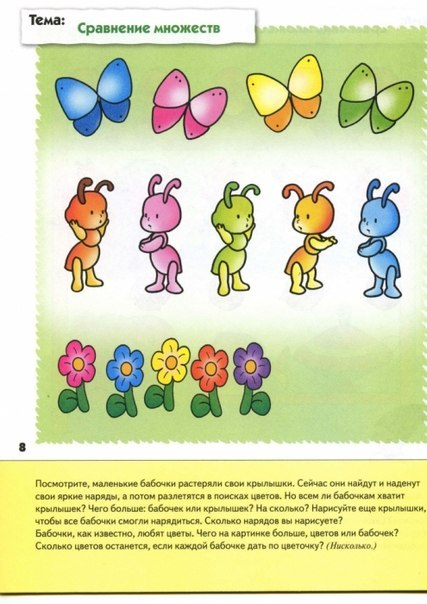 Тема:
Сравнение множеств
8
Посмотрите, маленькие бабочки растеряли свои крылышки. Сейчас они найдут и наденут
свои яркие наряды, а потом разлетятся в поисках цветов. Но всем ли бабочкам хватит
крылышек? Чего больше: бабочек или крылышек? На сколько? Нарисуйте еще крылышки,
чтобы все бабочки смогли нарядиться. Сколько нарядов вы нарисуете?
Бабочки, как известно, любят цветы. Чего на картинке больше, цветов или бабочек?
Сколько цветов останется, если каждой бабочке дать по цветочку? (Нисколько.)